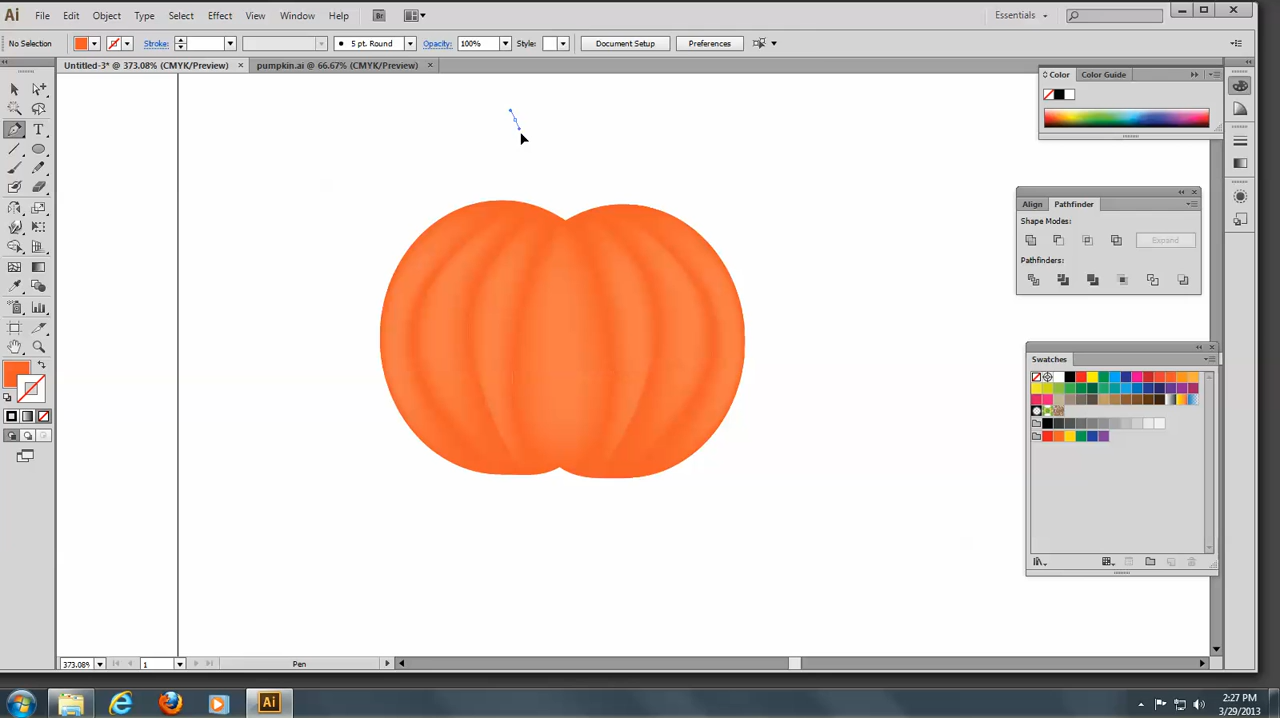 Ai File Edit Object Type Select Effect View Window Help Br Essentials
No Selection Stroke: 5 pt. Round Opacity: 100% Style: Document Setup Preferences
Untitled-3* @ 373.08% (CMYK/Preview) × pumpkin.ai @ 66.67% (CMYK/Preview) ×
Color Color Guide
T
Align Pathfinder
Shape Modes:
Expand
Pathfinders:
Swatches
373.08% 1 Pen
Ai 2:27 PM
3/29/2013